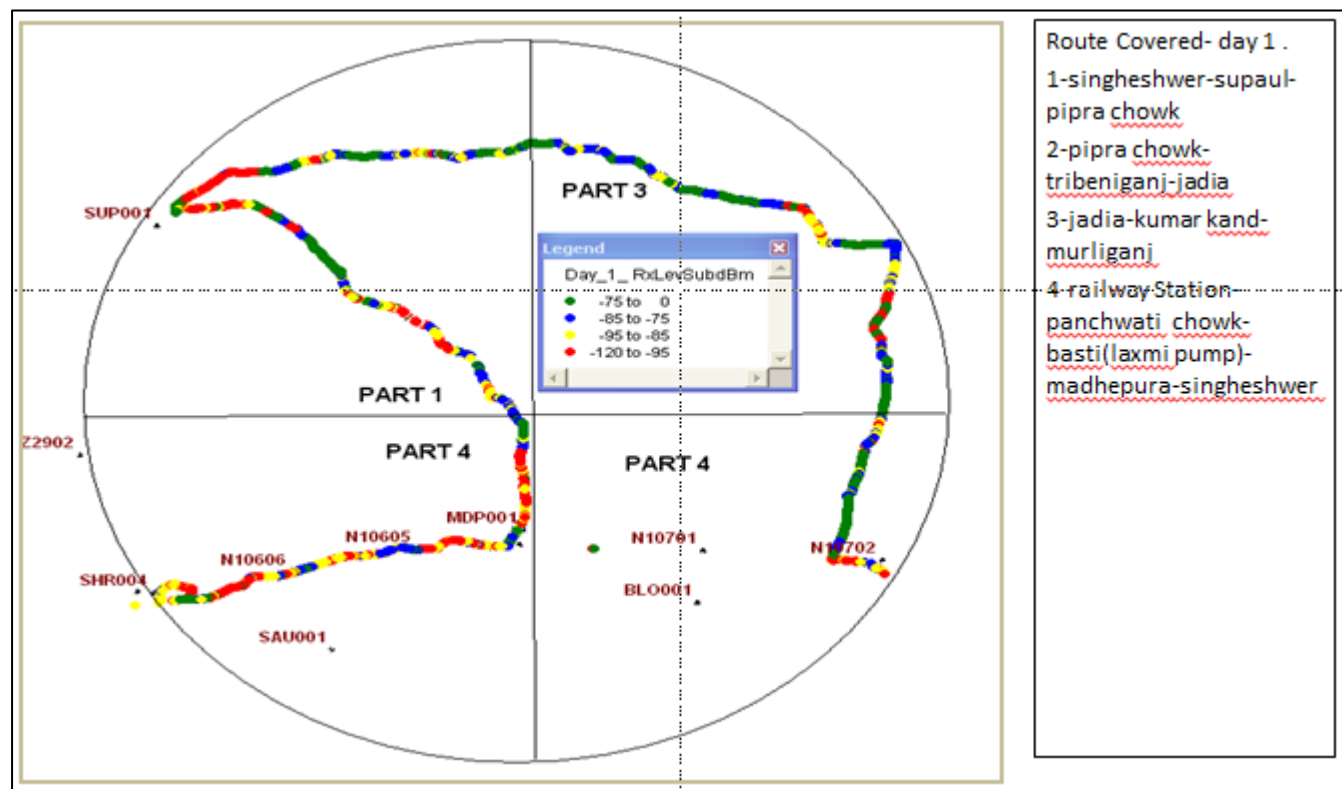 SUP001
PART 3
Legend
Day_1_ RxLevSubdBm
-75 to 0
-85 to -75
-95 to -85
-120 to -95
PART 1
PART 4
PART 4
Z2902
MDP001
N10605
N10606
SHR004
SAU001
N10701
BLO001
N10702
Route Covered- day 1 .
1-singheshwer-supaul-
pipra chowk
2-pipra chowk-
tribeniganj-jadia
3-jadia-kumar kand-
murliganj
4-railway Station-
panchwati chowk-
basti(laxmi pump)-
madhepura-singheshwer